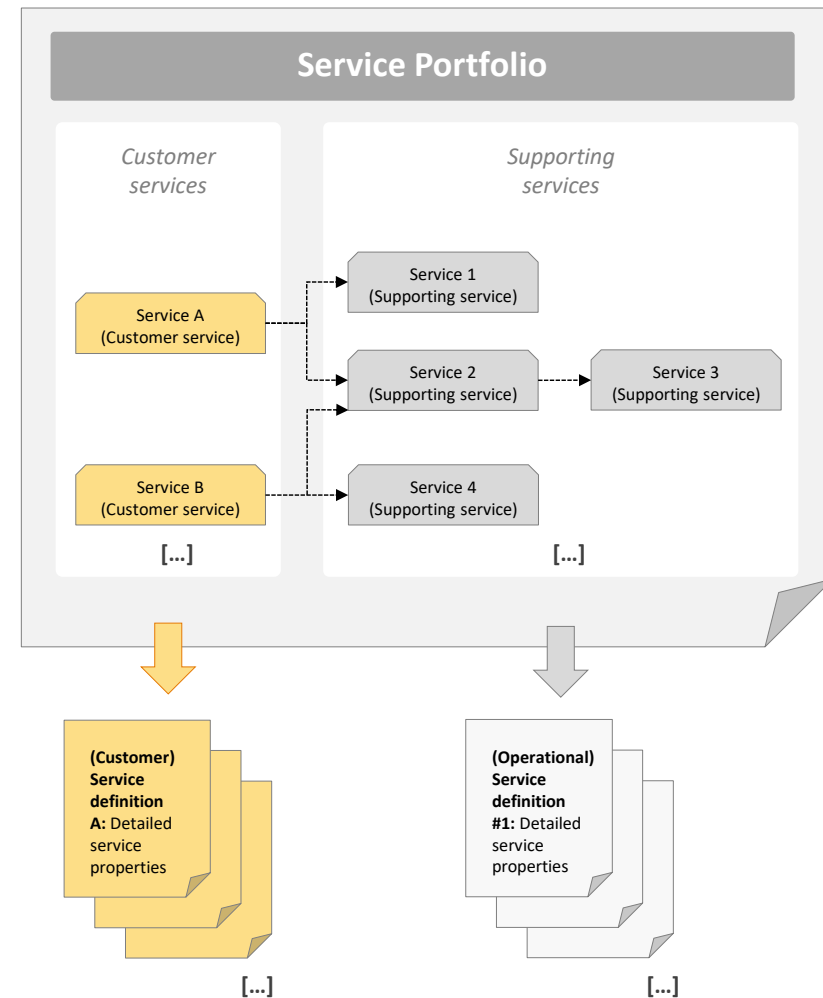 Service Portfolio
Customer
services
Supporting
services
Service 1
(Supporting service)
Service A
(Customer service)
Service 2
(Supporting service)
Service 3
(Supporting service)
Service B
(Customer service)
Service 4
(Supporting service)
[…]
[…]
(Customer)
Service
definition
A: Detailed
service
properties
[…]
(Operational)
Service
definition
#1: Detailed
service
properties
[…]